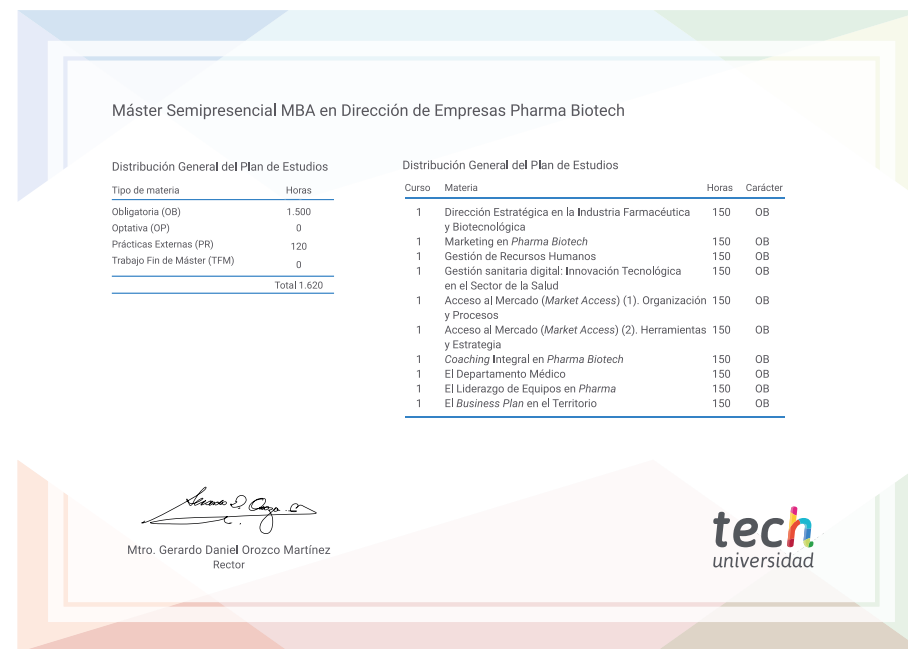 Máster Semipresencial MBA en Dirección de Empresas Pharma Biotech
Distribución General del Plan de Estudios
Tipo de materia Horas
Obligatoria (OB) 1.500
Optativa (OP) 0
Prácticas Externas (PR) 120
Trabajo Fin de Máster (TFM) 0
Total 1.620
Distribución General del Plan de Estudios
Curso Materia Horas Carácter
1 Dirección Estratégica en la Industria Farmacéutica 150 OB
y Biotecnológica
1 Marketing en Pharma Biotech 150 OB
1 Gestión de Recursos Humanos 150 OB
1 Gestión sanitaria digital: Innovación Tecnológica 150 OB
en el Sector de la Salud
1 Acceso al Mercado (Market Access) (1). Organización 150 OB
y Procesos
1 Acceso al Mercado (Market Access) (2). Herramientas 150 OB
y Estrategia
1 Coaching Integral en Pharma Biotech 150 OB
1 El Departamento Médico 150 OB
1 El Liderazgo de Equipos en Pharma 150 OB
1 El Business Plan en el Territorio 150 OB
Mtro. Gerardo Daniel Orozco Martínez
Rector
tech
universidad